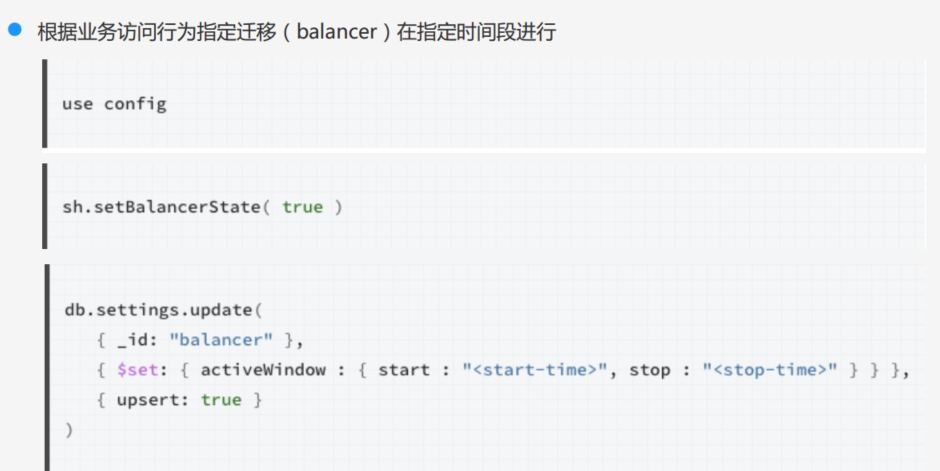 根据业务访问行为指定迁移（balancer）在指定时间段进行
use config
sh.setBalancerState( true )
db.settings.update(
{ _id: "balancer" },
{ $set: { activeWindow : { start : "<start-time>", stop : "<stop-time>" } } },
{ upsert: true }
)